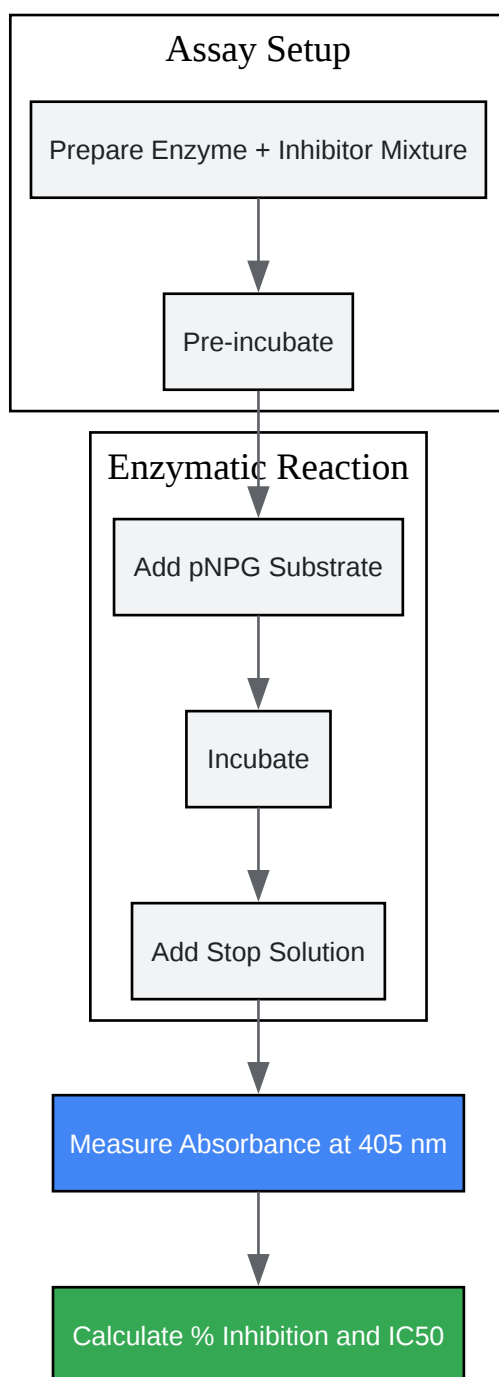 Assay Setup
Prepare Enzyme + Inhibitor Mixture
Pre-incubate
Enzymatic Reaction
Add pNPG Substrate
Incubate
Add Stop Solution
Measure Absorbance at 405 nm
Calculate % Inhibition and IC50